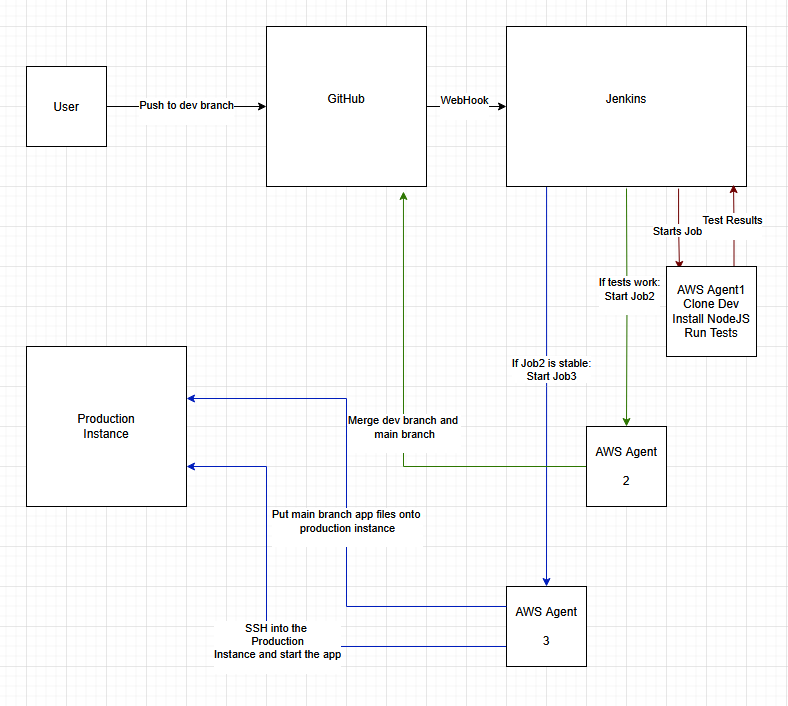 User
Push to dev branch
GitHub
WebHook
Jenkins
Test Results
Starts Job
If tests work:
Start Job2
AWS Agent1
Clone Dev
Install NodeJS
Run Tests
If Job2 is stable:
Start Job3
Production
Instance
Merge dev branch and
main branch
AWS Agent
2
Put main branch app files onto
production instance
AWS Agent
3
SSH into the
Production
Instance and start the app